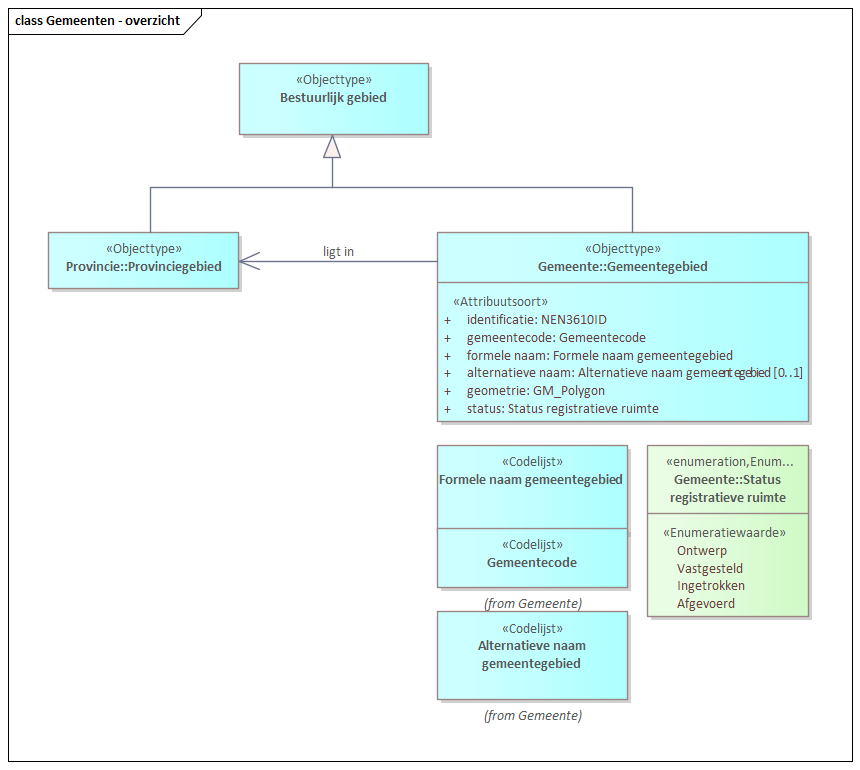 class Gemeenten - overzicht
«Objecttype»
Bestuurlijk gebied
«Objecttype»
Provincie::Provinciegebied
ligt in
«Objecttype»
Gemeente::Gemeentegebied
«Attribuutsoort»
+ identificatie: NEN3610ID
+ gemeentecode: Gemeentecode
+ formele naam: Formele naam gemeentegebied
+ alternatieve naam: Alternatieve naam gemeentegebied [0..1]
+ geometrie: GM_Polygon
+ status: Status registratieve ruimte
«Codelijst»
Formele naam gemeentegebied
«Codelijst»
Gemeentecode
(from Gemeente)
«Codelijst»
Alternatieve naam
gemeentegebied
(from Gemeente)
«enumeration,Enum...
Gemeente::Status
registratieve ruimte
«Enumeratiewaarde»
Ontwerp
Vastgesteld
Ingetrokken
Afgevoerd